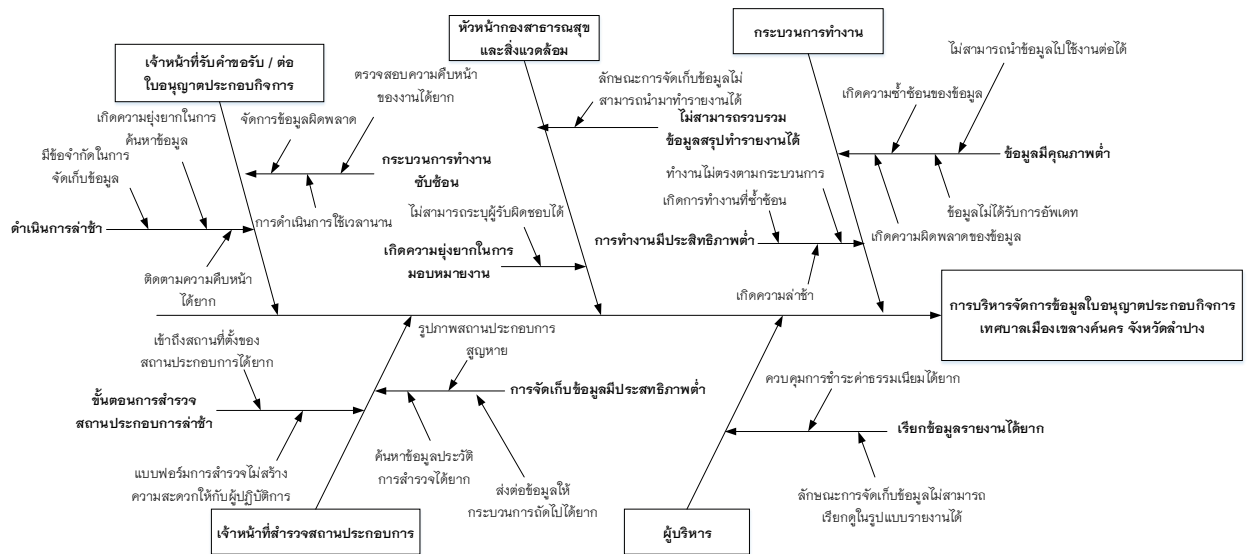 หัวหน้ากองสาธารณสุข
และสิ่งแวดล้อม
กระบวนการทำงาน
เจ้าหน้าที่รับคำขอรับ / ต่อ
ใบอนุญาตประกอบกิจการ
ไม่สามารถนำข้อมูลไปใช้งานต่อได้
ตรวจสอบความคืบหน้า
ของงานได้ยาก
ลักษณะการจัดเก็บข้อมูลไม่
สามารถนำมาทำรายงานได้
เกิดความซ้ำซ้อนของข้อมูล
เกิดความยุ่งยากในการ
ค้นหาข้อมูล
จัดการข้อมูลผิดพลาด
ไม่สามารถรวบรวม
ข้อมูลสรุปทำรายงานได้
มีข้อจำกัดในการ
จัดเก็บข้อมูล
กระบวนการทำงาน
ซับซ้อน
ข้อมูลมีคุณภาพต่ำ
ทำงานไม่ตรงตามกระบวนการ
เกิดการทำงานที่ซ้ำซ้อน
ดำเนินการล่าช้า
การดำเนินการใช้เวลานาน
ไม่สามารถระบุผู้รับผิดชอบได้
ข้อมูลไม่ได้รับการอัพเดท
เกิดความผิดพลาดของข้อมูล
การทำงานมีประสิทธิภาพต่ำ
เกิดความยุ่งยากในการ
มอบหมายงาน
ติดตามความคืบหน้า
ได้ยาก
เกิดความล่าช้า
การบริหารจัดการข้อมูลใบอนุญาตประกอบกิจการ
เทศบาลเมืองเขลางค์นคร จังหวัดลำปาง
เข้าถึงสถานที่ตั้งของ
สถานประกอบการได้ยาก
รูปภาพสถานประกอบการ
สูญหาย
ควบคุมการชำระค่าธรรมเนียมได้ยาก
ขั้นตอนการสำรวจ
สถานประกอบการล่าช้า
การจัดเก็บข้อมูลมีประสทธิภาพต่ำ
เรียกข้อมูลรายงานได้ยาก
แบบฟอร์มการสำรวจไม่สร้าง
ความสะดวกให้กับผู้ปฏิบัติการ
ค้นหาข้อมูลประวัติ
การสำรวจได้ยาก
ส่งต่อข้อมูลให้
กระบวนการถัดไปได้ยาก
ลักษณะการจัดเก็บข้อมูลไม่สามารถ
เรียกดูในรูปแบบรายงานได้
เจ้าหน้าที่สำรวจสถานประกอบการ
ผู้บริหาร